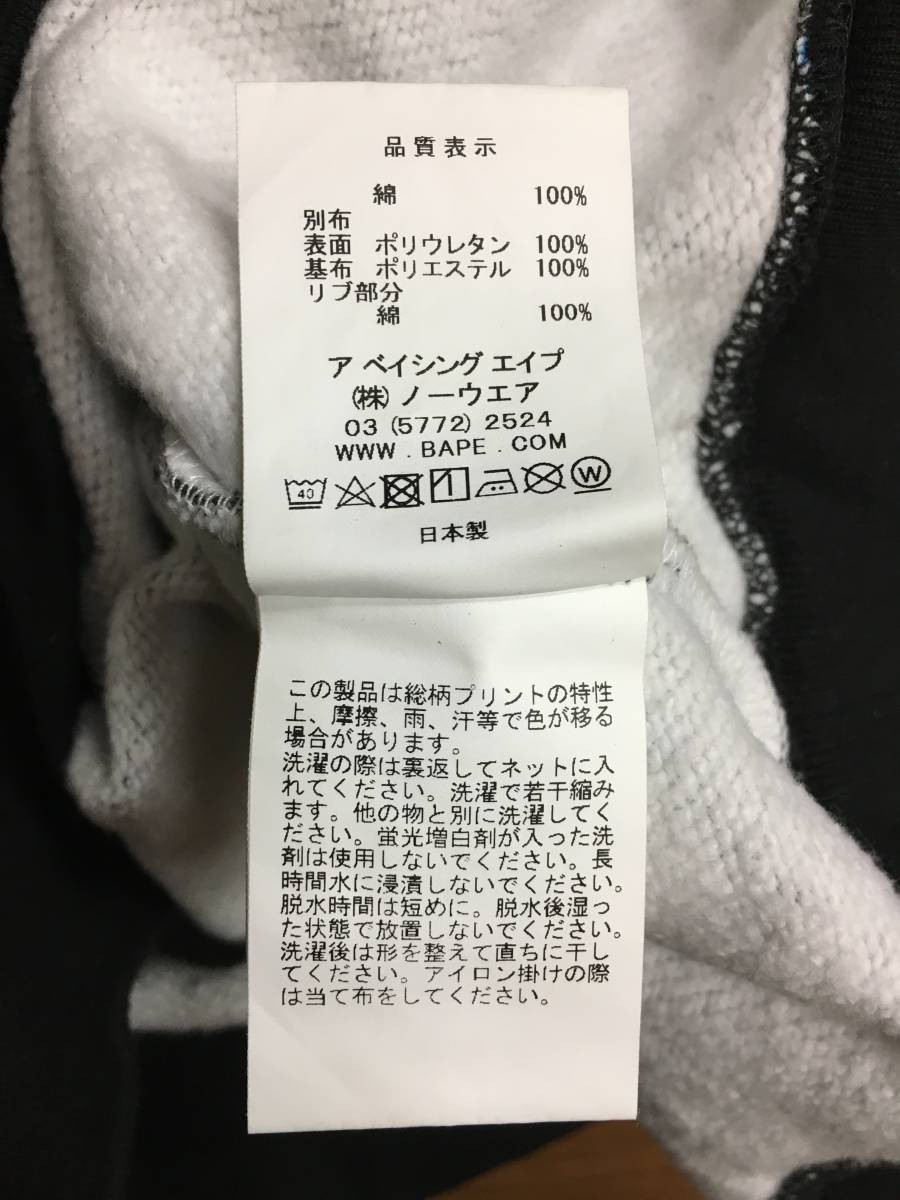 品質表示
綿 100%
別布
表面 ポリウレタン 100%
基布 ポリエステル 100%
リブ部分
綿 100%
ア ベイシング エイプ
(株) ノーウエア
03 (5772) 2524
WWW . BAPE . COM
40 W
日本製
この製品は総柄プリントの特性
上、摩擦、雨、汗等で色が移る
場合があります。
洗濯の際は裏返してネットに入
れてください。洗濯で若干縮み
ます。他の物と別に洗濯してく
ださい。蛍光増白剤が入った洗
剤は使用しないでください。長
時間水に浸漬しないでください。
脱水時間は短めに。脱水後湿っ
た状態で放置しないでください。
洗濯後は形を整えて直ちに干し
てください。アイロン掛けの際
は当て布をしてください。